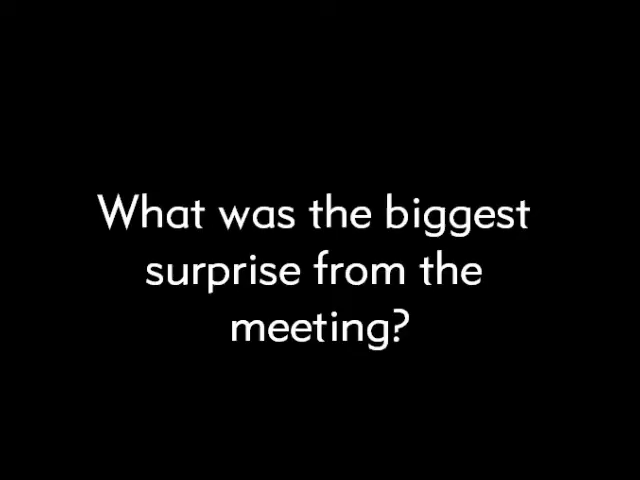 What was the biggest
surprise from the
meeting?